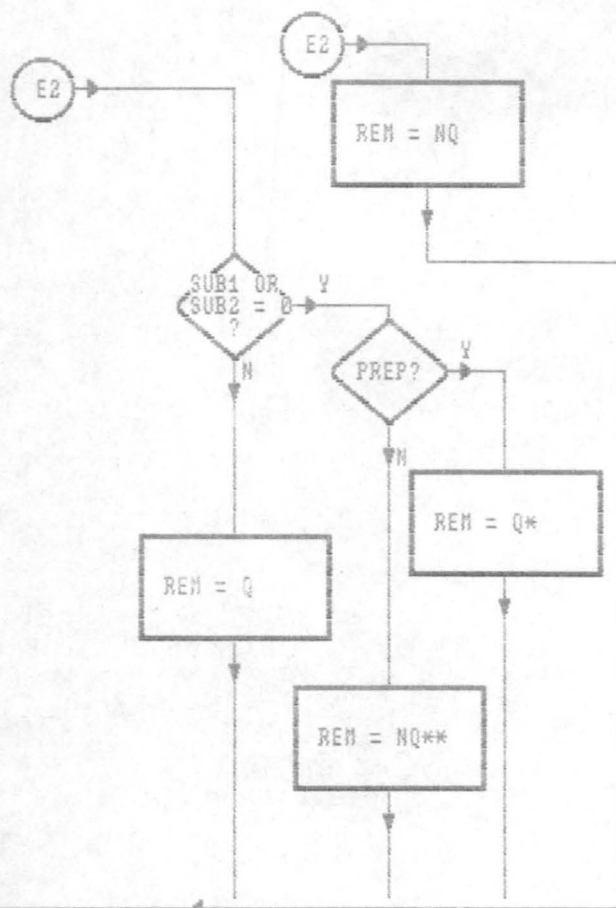 E2
REM = NQ
E2
SUB1 OR
SUB2 = 0
?
Y
N
PREP?
Y
N
REM = Q*
REM = Q
REM = NQ**